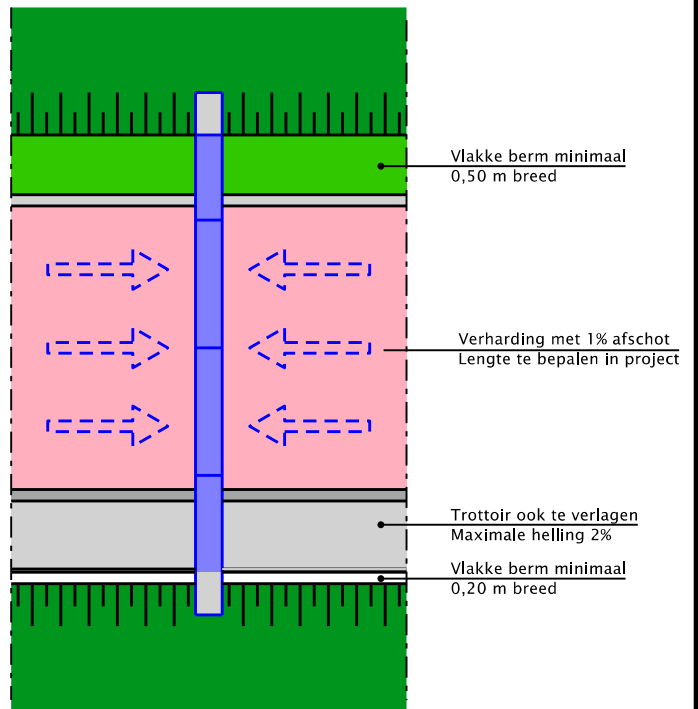 Vlakke berm minimaal
0,50 m breed
Verharding met 1% afschot
Lengte te bepalen in project
Trottoir ook te verlagen
Maximale helling 2%
Vlakke berm minimaal
0,20 m breed